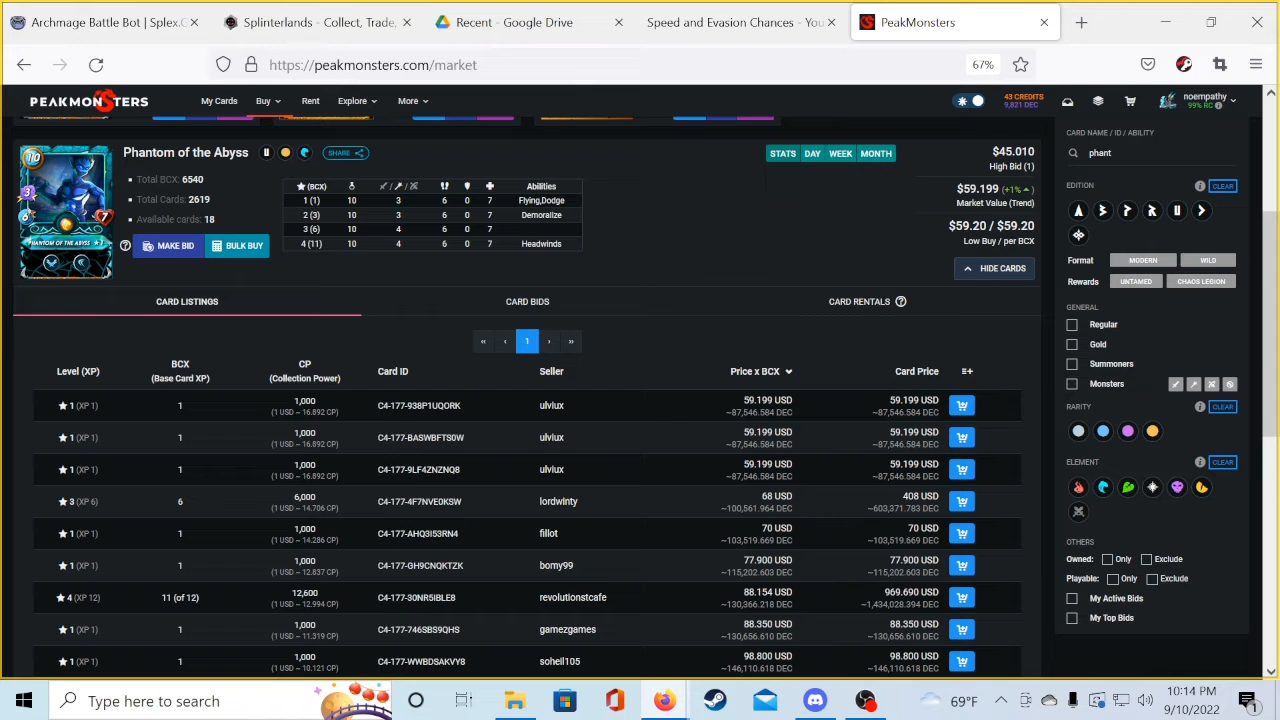 Archmage Battle Bot | Splex.G
Splinterlands - Collect, Trade,
Recent - Google Drive
Speed and Evasion Chances - You
PeakMonsters
https://peakmonsters.com/market
67%
PEAKMONSTERS
My Cards
Buy
Rent
Explore
More
43 CREDITS
9,821 DEC
noempathy
99% RC
CARD NAME / ID / ABILITY
phant
10
3
6
7
PHANTOM OF THE ABYSS ★1
Phantom of the Abyss
SHARE
Total BCX: 6540
Total Cards: 2619
Available cards: 18
MAKE BID
BULK BUY
★ (BCX) Abilities
1 (1) 10 3 6 0 7 Flying,Dodge
2 (3) 10 3 6 0 7 Demoralize
3 (6) 10 4 6 0 7
4 (11) 10 4 6 0 7 Headwinds
STATS DAY WEEK MONTH
$45.010
High Bid (1)
$59.199 (+1%)
Market Value (Trend)
$59.20 / $59.20
Low Buy / per BCX
HIDE CARDS
CARD LISTINGS
CARD BIDS
CARD RENTALS
« ‹ 1 › »
Level (XP)
BCX
(Base Card XP)
CP
(Collection Power)
Card ID
Seller
Price x BCX
Card Price
★ 1 (XP 1) 1 1,000 C4-177-938P1UQORK ulviux 59.199 USD 59.199 USD
(1 USD ~ 16.892 CP) ~87,546.584 DEC ~87,546.584 DEC
★ 1 (XP 1) 1 1,000 C4-177-BASWBFTS0W ulviux 59.199 USD 59.199 USD
(1 USD ~ 16.892 CP) ~87,546.584 DEC ~87,546.584 DEC
★ 1 (XP 1) 1 1,000 C4-177-9LF4ZNZNQ8 ulviux 59.199 USD 59.199 USD
(1 USD ~ 16.892 CP) ~87,546.584 DEC ~87,546.584 DEC
★ 3 (XP 6) 6 6,000 C4-177-4F7NVE0KSW lordwinty 68 USD 408 USD
(1 USD ~ 14.706 CP) ~100,561.964 DEC ~603,371.783 DEC
★ 1 (XP 1) 1 1,000 C4-177-AHQ3I53RN4 fillot 70 USD 70 USD
(1 USD ~ 14.286 CP) ~103,519.669 DEC ~103,519.669 DEC
★ 1 (XP 1) 1 1,000 C4-177-3H5KNQKTZK bomy99 77.900 USD 77.900 USD
(1 USD ~ 12.837 CP) ~115,202.603 DEC ~115,202.603 DEC
★ 4 (XP 12) 11 (of 12) 12,600 C4-177-30NR5IBLE8 revolutionstcafe 88.154 USD 969.690 USD
(1 USD ~ 12.994 CP) ~130,366.218 DEC ~1,434,028.394 DEC
★ 1 (XP 1) 1 1,000 C4-177-746SBS9QHS gamezgames 88.350 USD 88.350 USD
(1 USD ~ 11.319 CP) ~130,656.610 DEC ~130,656.610 DEC
★ 1 (XP 1) 1 1,000 C4-177-WWBDSAKVY8 soheil105 98.800 USD 98.800 USD
(1 USD ~ 10.121 CP) ~146,110.618 DEC ~146,110.618 DEC
EDITION
CLEAR
Format
MODERN
WILD
Rewards
UNTAMED
CHAOS LEGION
GENERAL
Regular
Gold
Summoners
Monsters
RARITY
CLEAR
ELEMENT
CLEAR
OTHERS
Owned: Only Exclude
Playable: Only Exclude
My Active Bids
My Top Bids
Type here to search
69°F
10:14 PM
9/10/2022
1